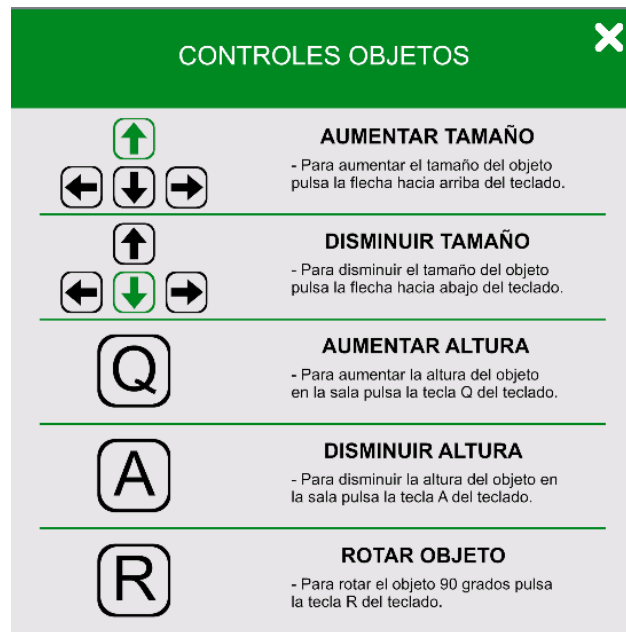 CONTROLES OBJETOS
AUMENTAR TAMAÑO
- Para aumentar el tamaño del objeto
pulsa la flecha hacia arriba del teclado.
DISMINUIR TAMAÑO
- Para disminuir el tamaño del objeto
pulsa la flecha hacia abajo del teclado.
Q
AUMENTAR ALTURA
- Para aumentar la altura del objeto
en la sala pulsa la tecla Q del teclado.
A
DISMINUIR ALTURA
- Para disminuir la altura del objeto en
la sala pulsa la tecla A del teclado.
R
ROTAR OBJETO
- Para rotar el objeto 90 grados pulsa
la tecla R del teclado.